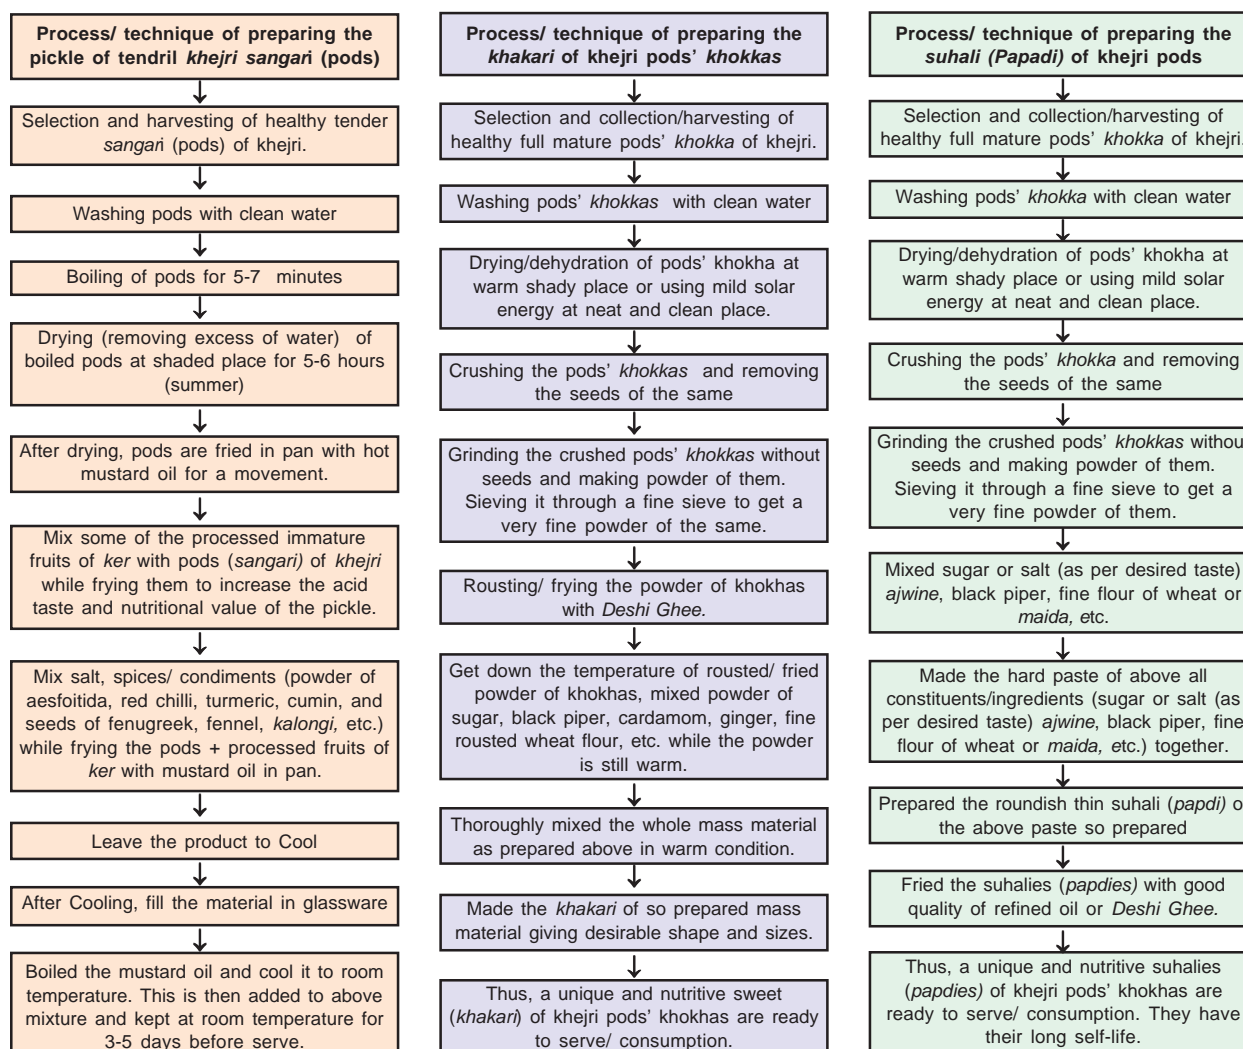 Process/ technique of preparing the
pickle of tendril khejri sangari (pods)
Selection and harvesting of healthy tender
sangari (pods) of khejri.
Washing pods with clean water
Boiling of pods for 5-7 minutes
Drying (removing excess of water) of
boiled pods at shaded place for 5-6 hours
(summer)
After drying, pods are fried in pan with hot
mustard oil for a movement.
Mix some of the processed immature
fruits of ker with pods (sangari) of khejri
while frying them to increase the acid
taste and nutritional value of the pickle.
Mix salt, spices/ condiments (powder of
aesfoitida, red chilli, turmeric, cumin, and
seeds of fenugreek, fennel, kalongi, etc.)
while frying the pods + processed fruits of
ker with mustard oil in pan.
Leave the product to Cool
After Cooling, fill the material in glassware
Boiled the mustard oil and cool it to room
temperature. This is then added to above
mixture and kept at room temperature for
3-5 days before serve.
Process/ technique of preparing the
khakari of khejri pods' khokkas
Selection and collection/harvesting of
healthy full mature pods' khokka of khejri.
Washing pods' khokkas with clean water
Drying/dehydration of pods' khokha at
warm shady place or using mild solar
energy at neat and clean place.
Crushing the pods' khokkas and removing
the seeds of the same
Grinding the crushed pods' khokkas without
seeds and making powder of them.
Sieving it through a fine sieve to get a
very fine powder of the same.
Rousting/ frying the powder of khokhas
with Deshi Ghee.
Get down the temperature of rousted/ fried
powder of khokhas, mixed powder of
sugar, black piper, cardamom, ginger, fine
rousted wheat flour, etc. while the powder
is still warm.
Thoroughly mixed the whole mass material
as prepared above in warm condition.
Made the khakari of so prepared mass
material giving desirable shape and sizes.
Thus, a unique and nutritive sweet
(khakari) of khejri pods' khokhas are ready
to serve/ consumption.
Process/ technique of preparing the
suhali (Papadi) of khejri pods
Selection and collection/harvesting of
healthy full mature pods' khokka of khejri.
Washing pods' khokka with clean water
Drying/dehydration of pods' khokha at
warm shady place or using mild solar
energy at neat and clean place.
Crushing the pods' khokka and removing
the seeds of the same
Grinding the crushed pods' khokkas withou
seeds and making powder of them.
Sieving it through a fine sieve to get a
very fine powder of them.
Mixed sugar or salt (as per desired taste)
ajwine, black piper, fine flour of wheat or
maida, etc.
Made the hard paste of above all
constituents/ingredients (sugar or salt (as
per desired taste) ajwine, black piper, fine
flour of wheat or maida, etc.) together.
Prepared the roundish thin suhali (papdi) o
the above paste so prepared
Fried the suhalies (papdies) with good
quality of refined oil or Deshi Ghee.
Thus, a unique and nutritive suhalies
(papdies) of khejri pods' khokhas are
ready to serve/ consumption. They have
their long self-life.